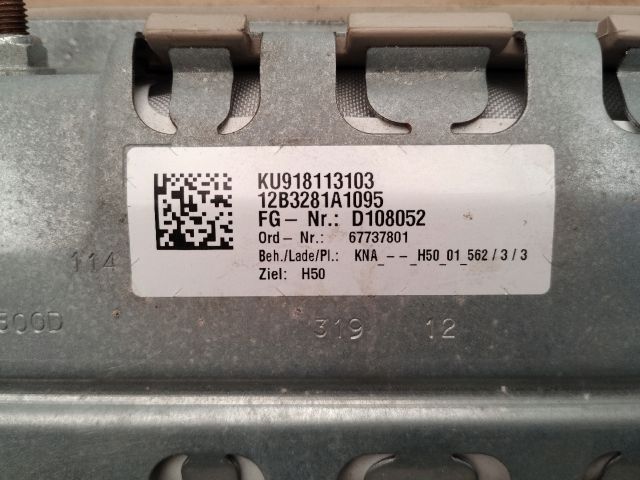 KU918113103
12B3281A1095
FG- Nr.: D108052
Ord- Nr.: 67737801
Beh./Lade/Pl.: KNA_--_H50_01_562 / 3 / 3
Ziel: H50
114
300D
319 12